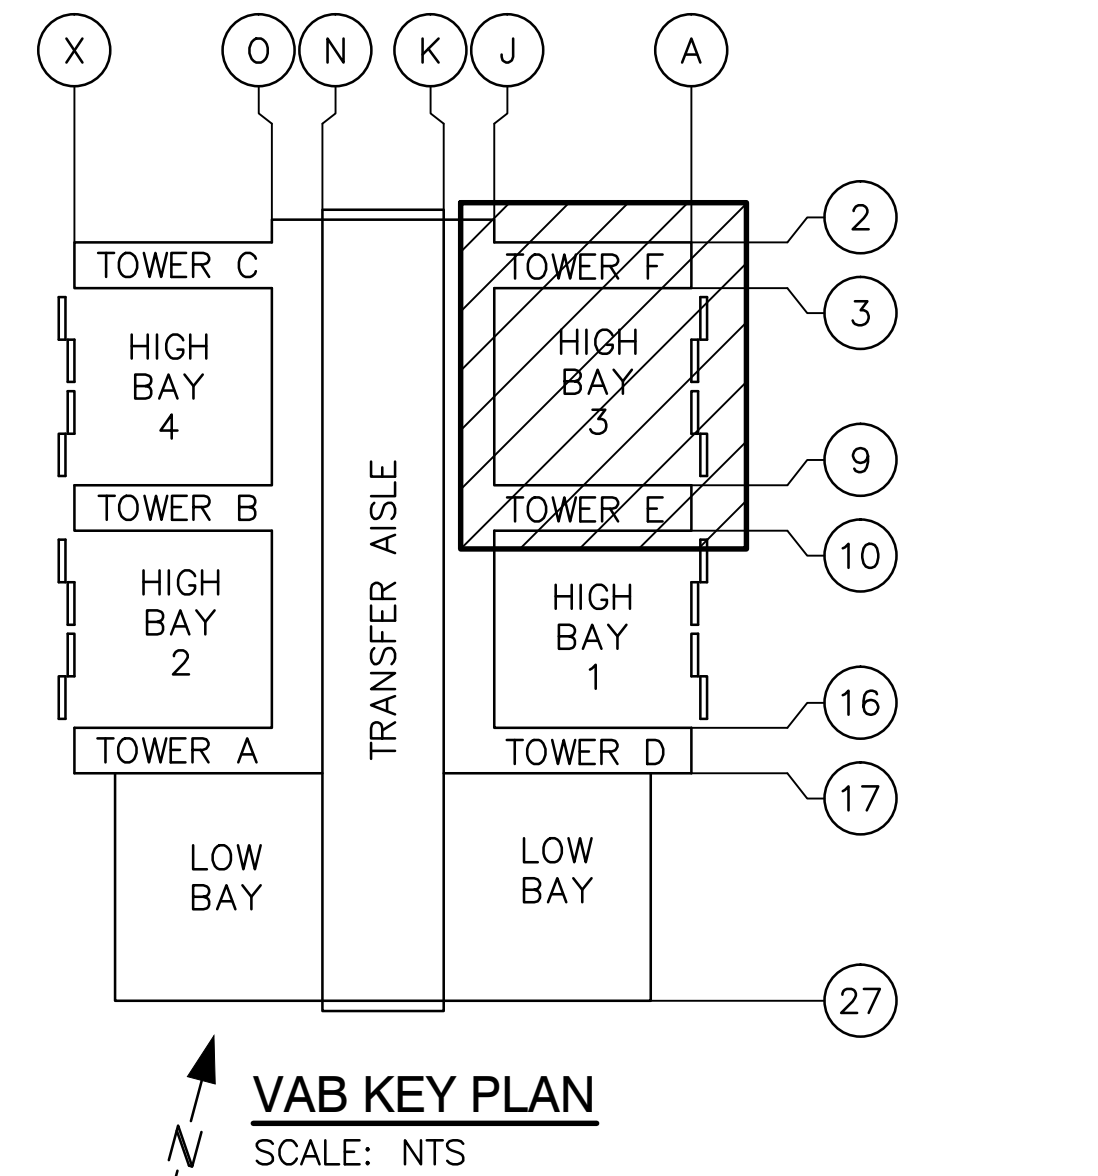 X O N K J A
2
TOWER C
TOWER F
3
HIGH
BAY
4
HIGH
BAY
3
9
TOWER B
TOWER E
10
TRANSFER AISLE
HIGH
BAY
2
HIGH
BAY
1
16
TOWER A
TOWER D
17
LOW
BAY
LOW
BAY
27
N
VAB KEY PLAN
SCALE: NTS